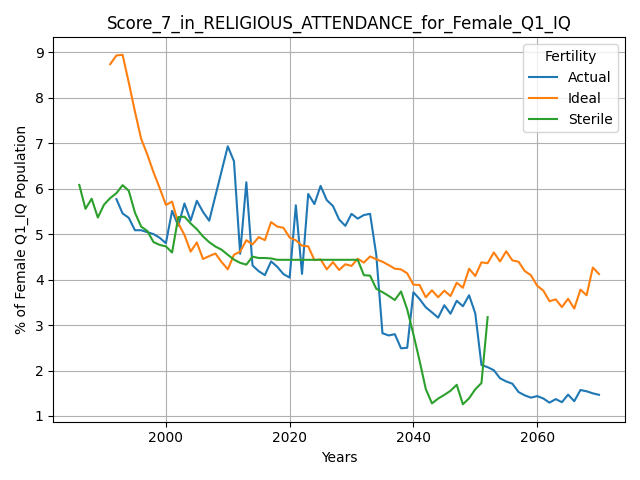 Score_7_in_RELIGIOUS_ATTENDANCE_for_Female_Q1_IQ
% of Female Q1_IQ Population
9
8
7
6
5
4
3
2
1
Fertility
Actual
Ideal
Sterile
2000
2020
2040
2060
Years